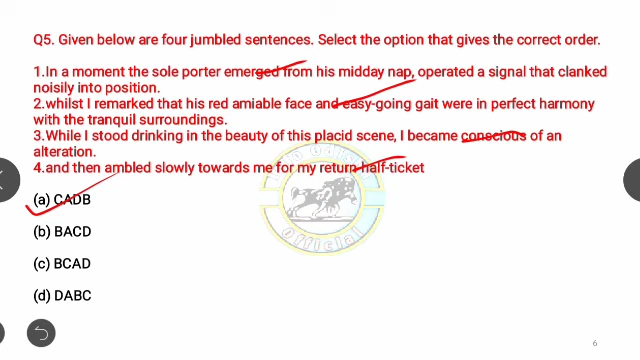 Q5. Given below are four jumbled sentences. Select the option that gives the correct order.
1.In a moment the sole porter emerged from his midday nap, operated a signal that clanked
noisily into position.
2.whilst I remarked that his red amiable face and easy-going gait were in perfect harmony
with the tranquil surroundings.
3.While I stood drinking in the beauty of this placid scene, I became conscious of an
alteration.
4.and then ambled slowly towards me for my return half-ticket
(a) CADB
(b) BACD
(c) BCAD
(d) DABC
Official
6